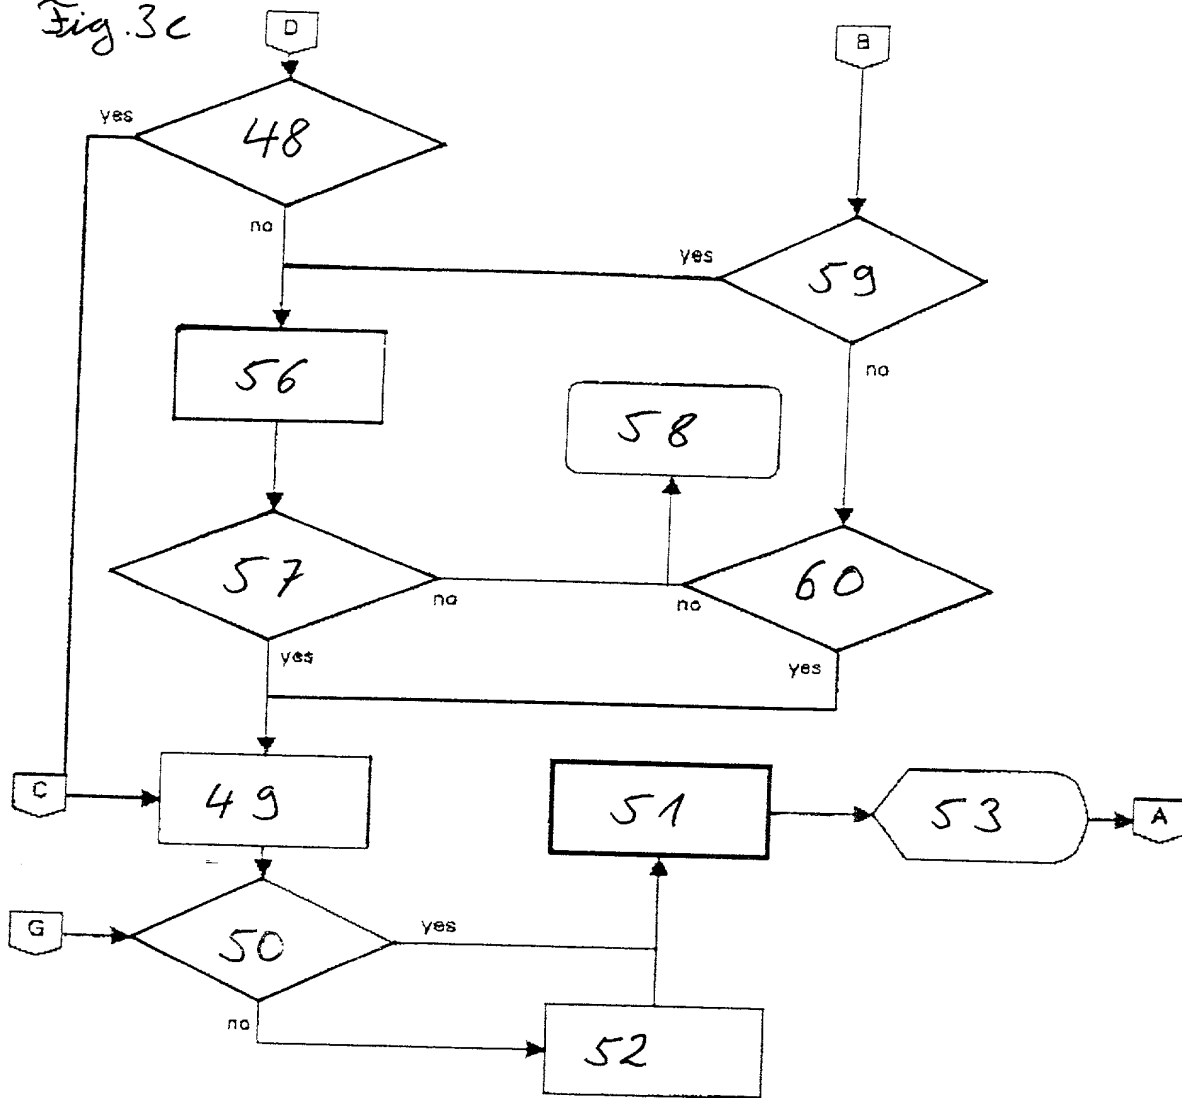 Fig. 3c
D
B
yes
48
no
yes
59
56
no
58
57
60
no
no
yes
yes
C
49
51
53
A
G
50
yes
no
52